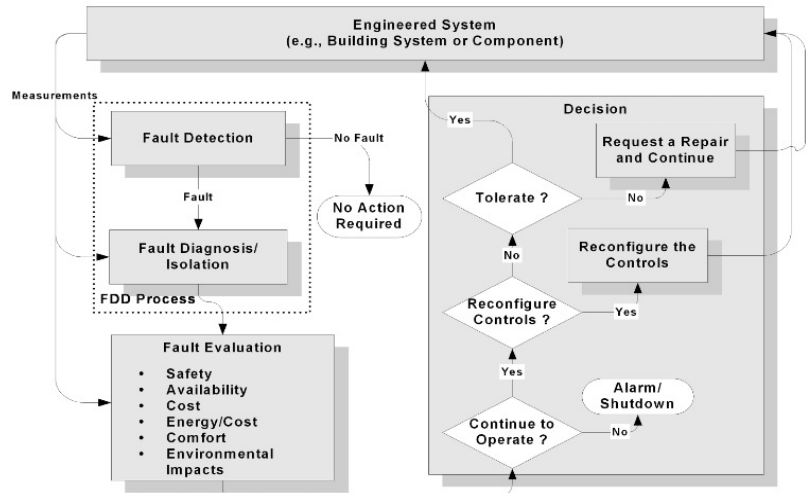 Engineered System
(e.g., Building System or Component)
Measurements
Fault Detection
No Fault
Fault
No Action
Required
Fault Diagnosis/
Isolation
FDD Process
Fault Evaluation
• Safety
• Availability
• Cost
• Energy/Cost
• Comfort
• Environmental
Impacts
Decision
Yes
Request a Repair
and Continue
Tolerate ?
No
No
Reconfigure the
Controls
Reconfigure
Controls ?
Yes
Yes
Alarm/
Shutdown
Continue to
Operate ?
No